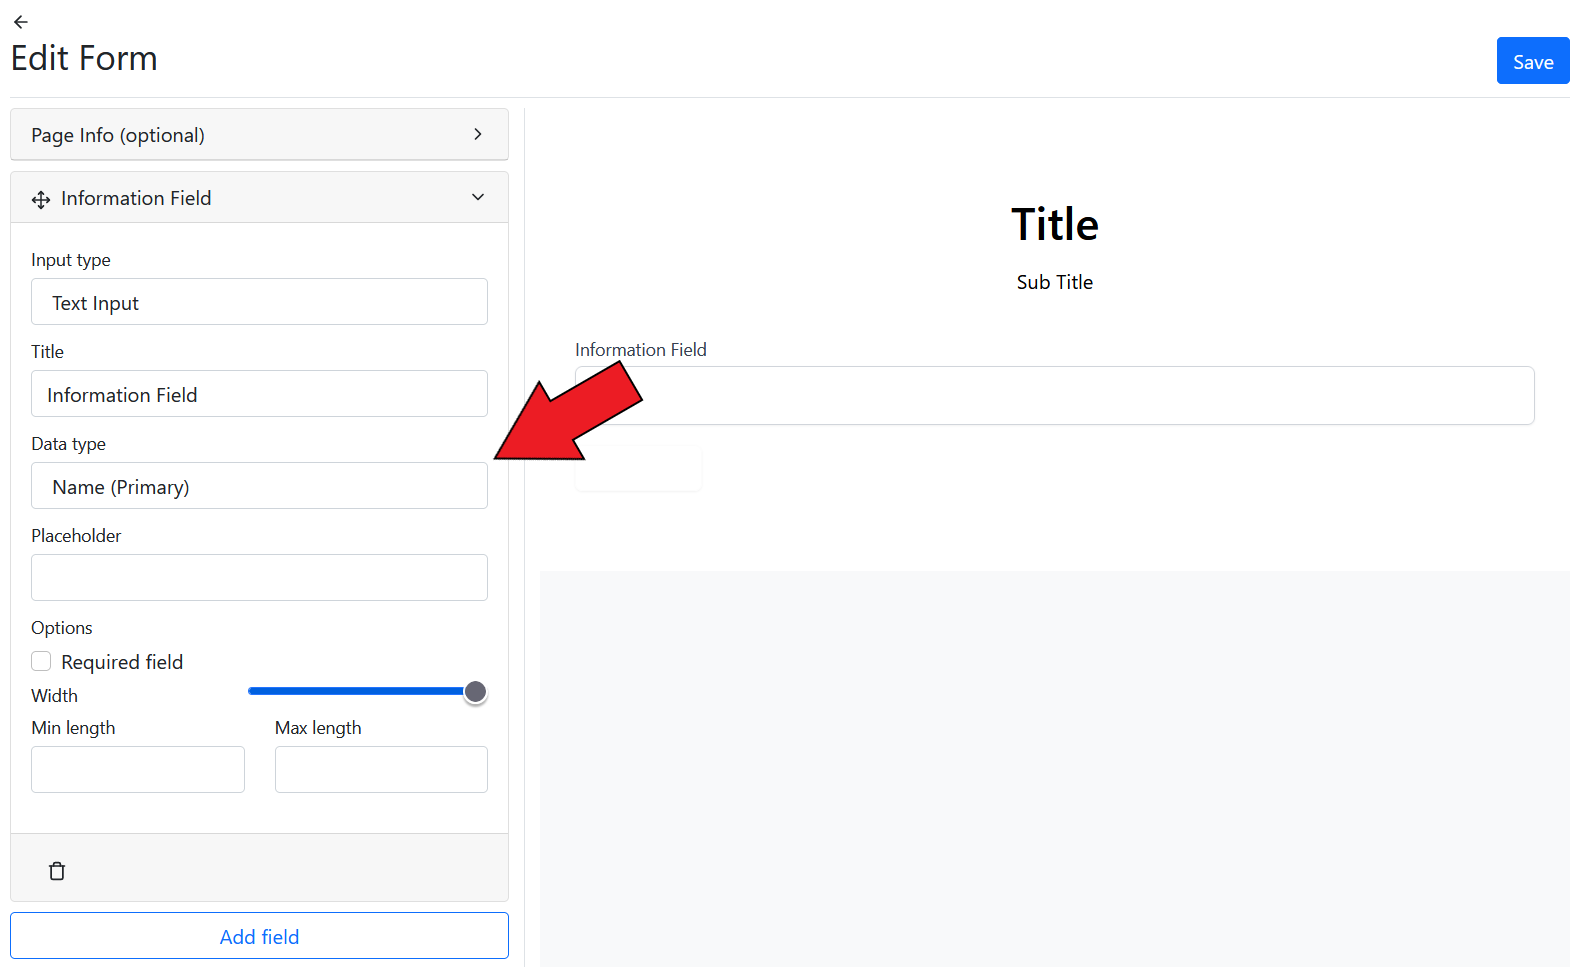 Edit Form
Save
Page Info (optional)
Information Field
Input type
Text Input
Title
Information Field
Data type
Name (Primary)
Placeholder
Options
Required field
Width
Min length
Max length
Add field
Title
Sub Title
Information Field